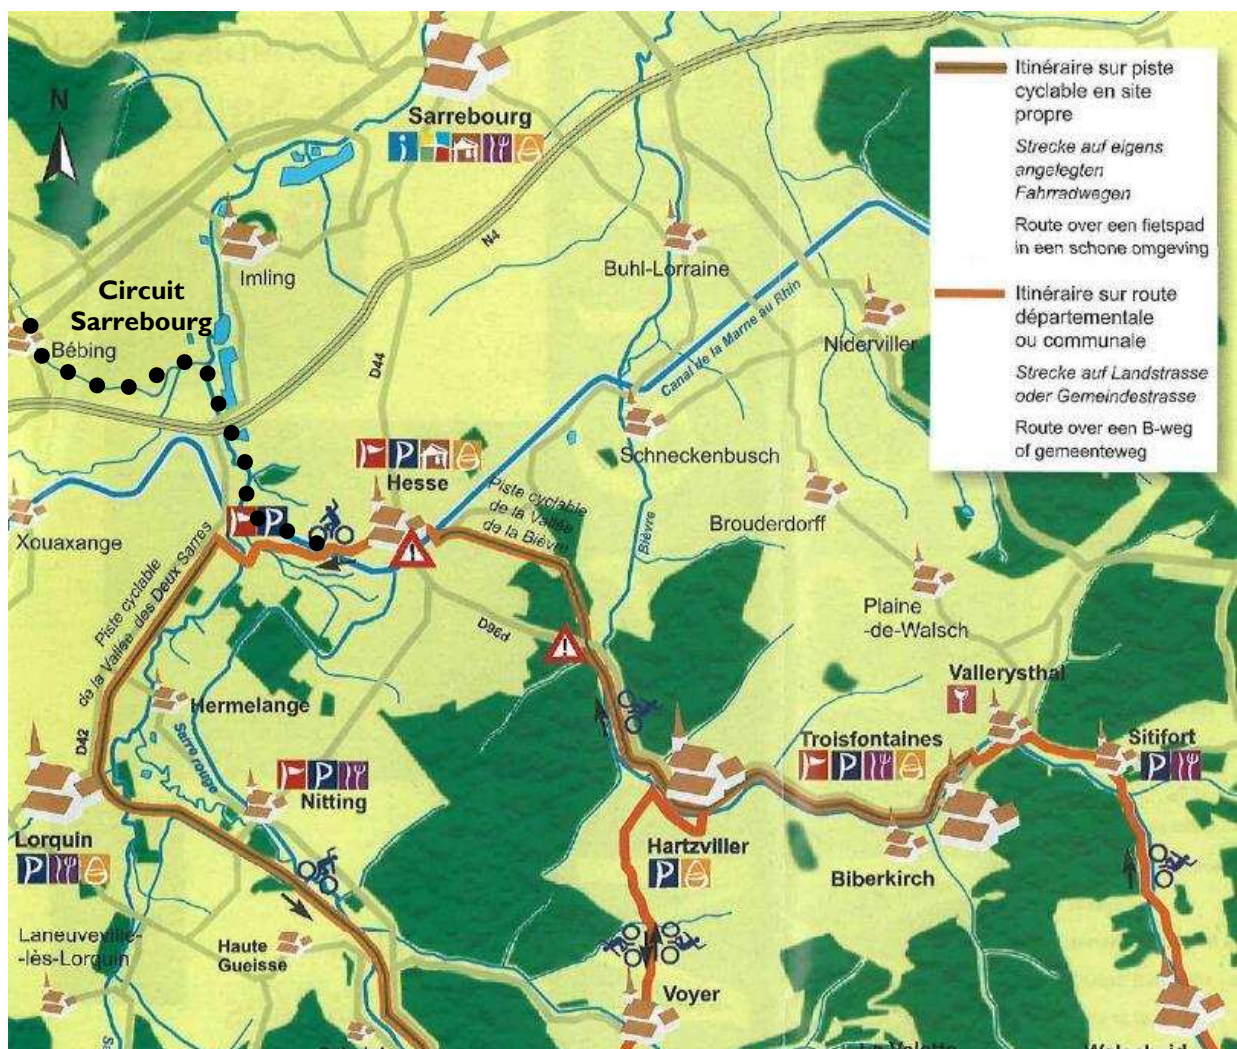 N
Sarrebourg
Imling
N4
Buhl-Lorraine
Circuit
Sarrebourg
Bébing
D44
Canal de la Marne au Rhin
Niderviller
Itinéraire sur piste
cyclable en site
propre
Strecke auf eigens
angelegten
Fahrradwegen
Route over een fietspad
in een schone omgeving
Itinéraire sur route
départementale
ou communale
Strecke auf Landstrasse
oder Gemeindestrasse
Route over een B-weg
of gemeenteweg
Schneckenbusch
Hesse
Piste cyclable
de la Vallée
de la Bièvre
Bièvre
Brouderdorff
Xouaxange
P
P
Piste cyclable
de la Vallée des Deux Sarres
D96d
Plaine
-de-Walsch
Vallerysthal
Hermelange
D42
Sarre rouge
P
Nitting
Troisfontaines
P
Sitifort
P
Lorquin
P
Hartzviller
P
Biberkirch
Laneuveville-
-lès-Lorquin
Haute
Gueisse
Voyer